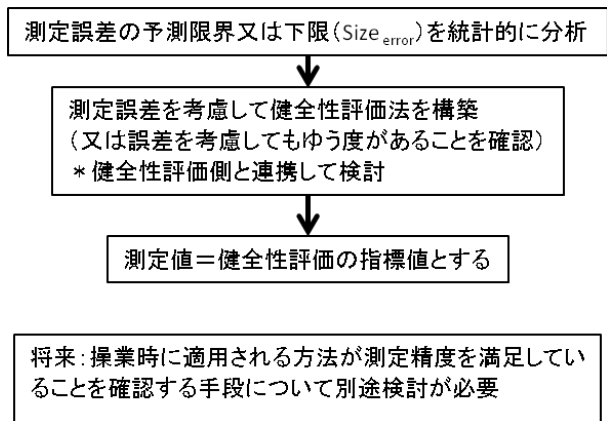 測定誤差の予測限界又は下限(Size error)を統計的に分析
測定誤差を考慮して健全性評価法を構築
(又は誤差を考慮してもゆう度があることを確認)
*健全性評価側と連携して検討
測定値=健全性評価の指標値とする
将来:操業時に適用される方法が測定精度を満足してい
ることを確認する手段について別途検討が必要